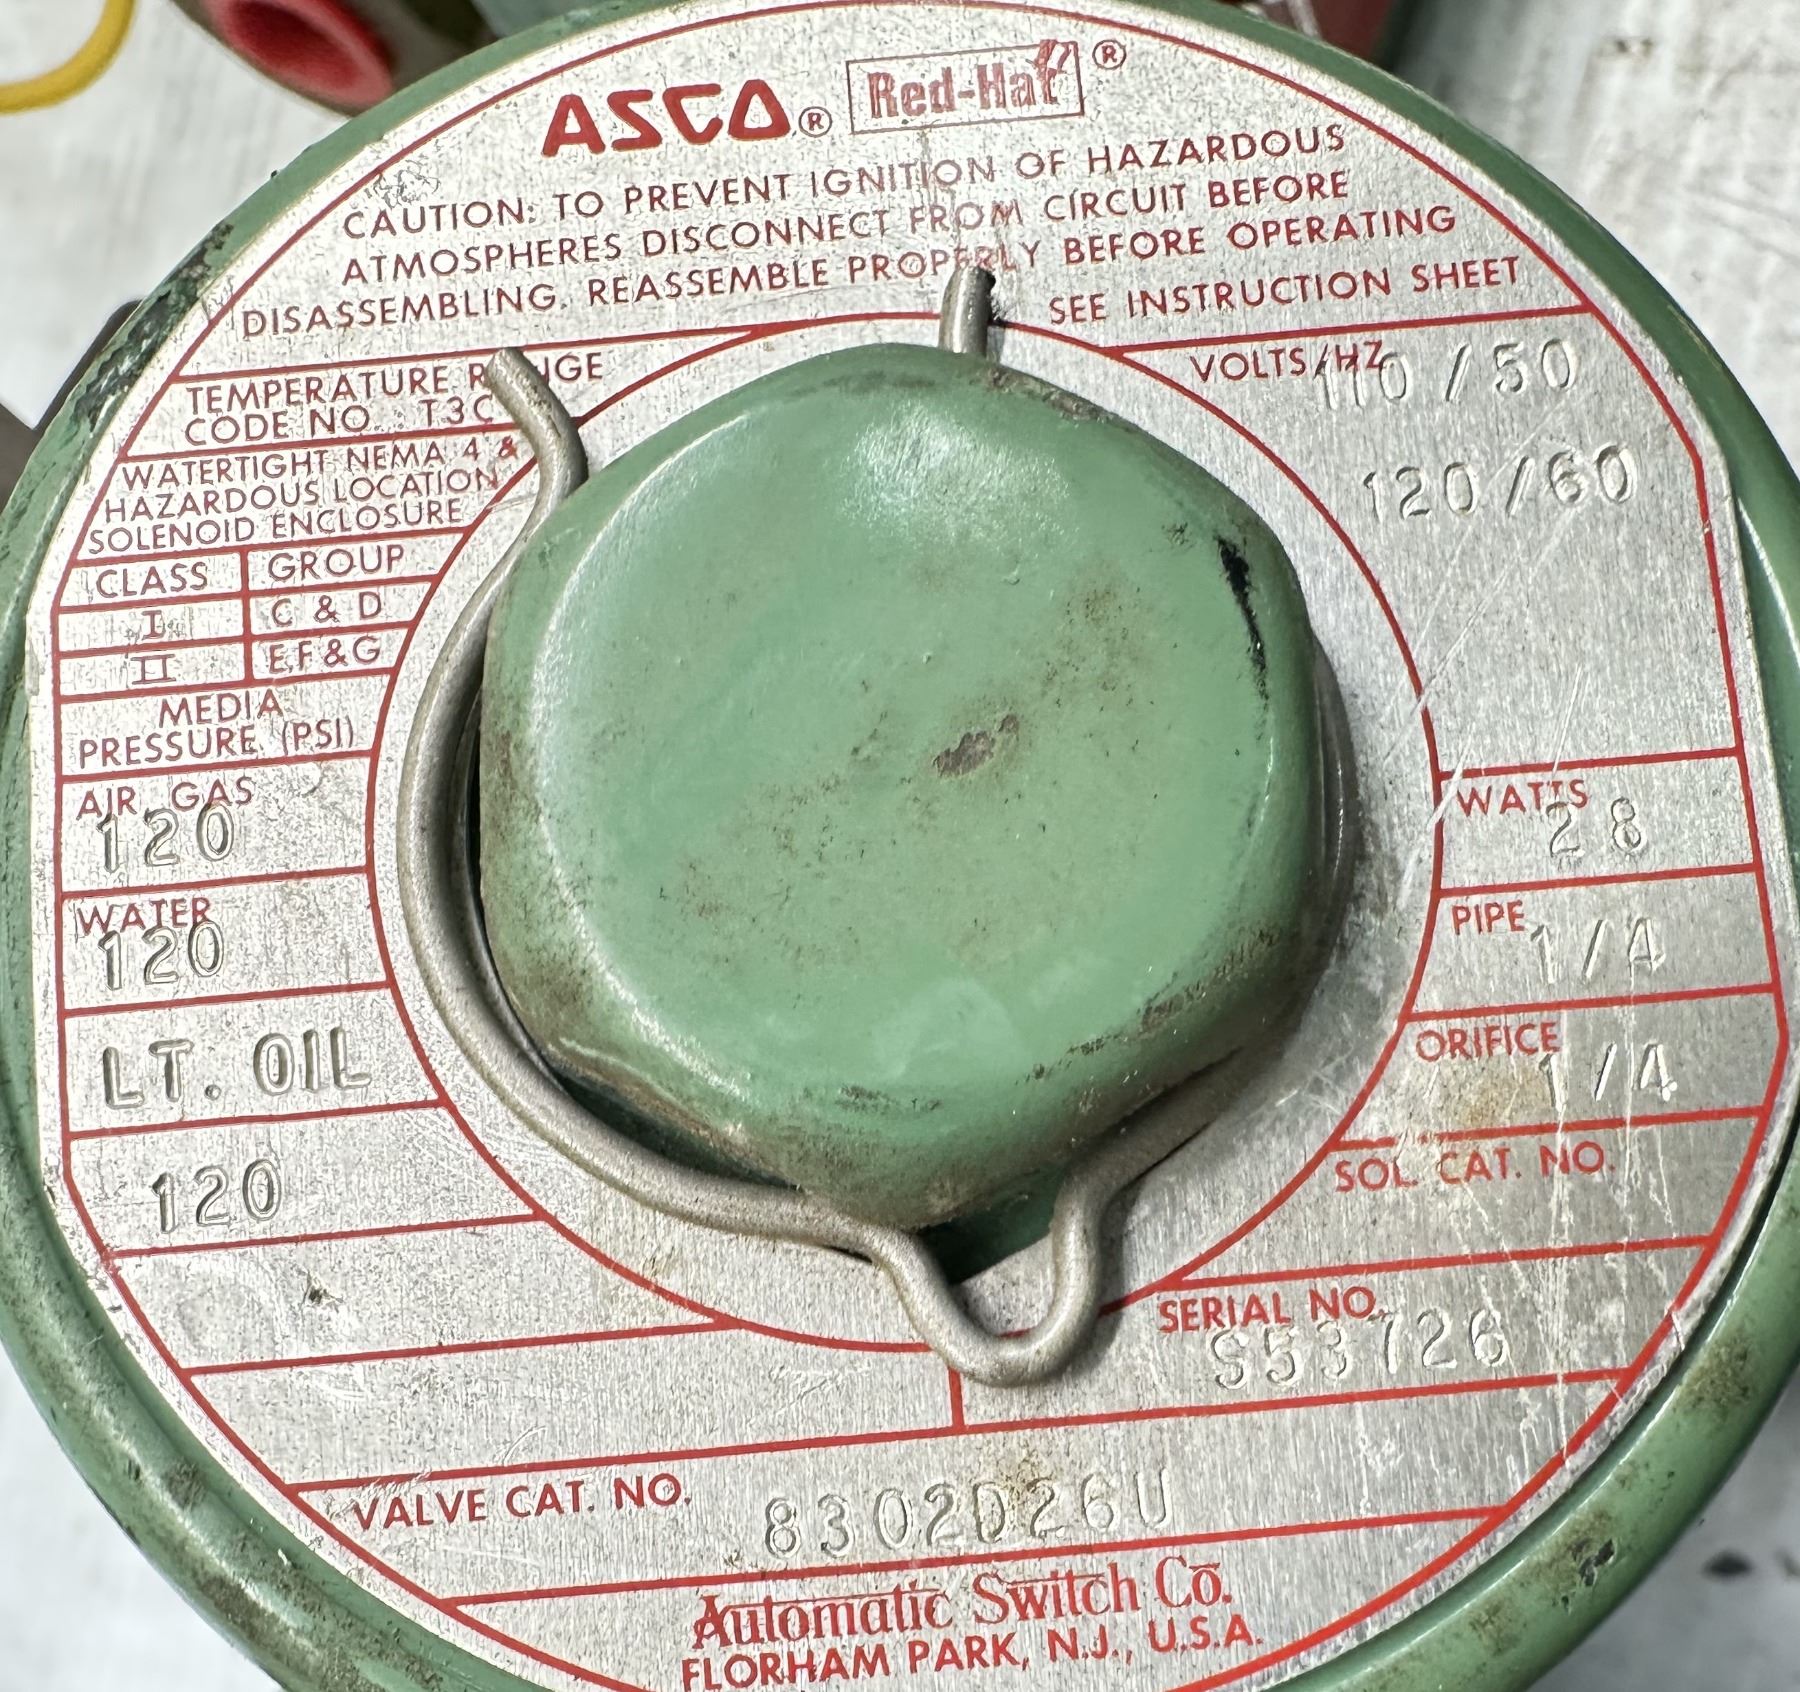 ASCO® Red-Hat®
CAUTION: TO PREVENT IGNITION OF HAZARDOUS
ATMOSPHERES DISCONNECT FROM CIRCUIT BEFORE
DISASSEMBLING. REASSEMBLE PROPERLY BEFORE OPERATING
SEE INSTRUCTION SHEET
TEMPERATURE RANGE
CODE NO. T3C
WATERTIGHT NEMA 4 &
HAZARDOUS LOCATION
SOLENOID ENCLOSURE
CLASS GROUP
I C & D
II E,F&G
MEDIA
PRESSURE (PSI)
AIR, GAS
120
WATER
120
LT. OIL
120
VOLTS/HZ
110/50
120/60
WATTS
28
PIPE
1/4
ORIFICE
1/4
SOL. CAT. NO.
SERIAL NO.
S53726
VALVE CAT. NO. 8302D26U
Automatic Switch Co.
FLORHAM PARK, N.J., U.S.A.